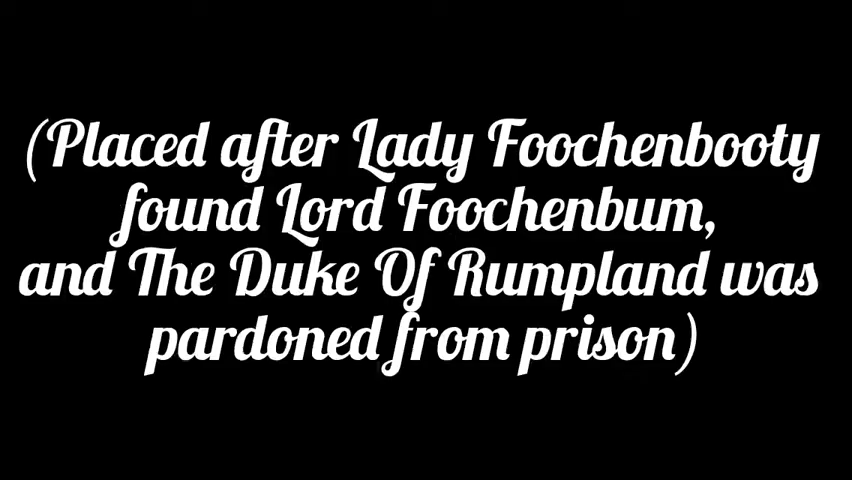 (Placed after Lady Foochenbooty
found Lord Foochenbum,
and The Duke Of Rumpland was
pardoned from prison)